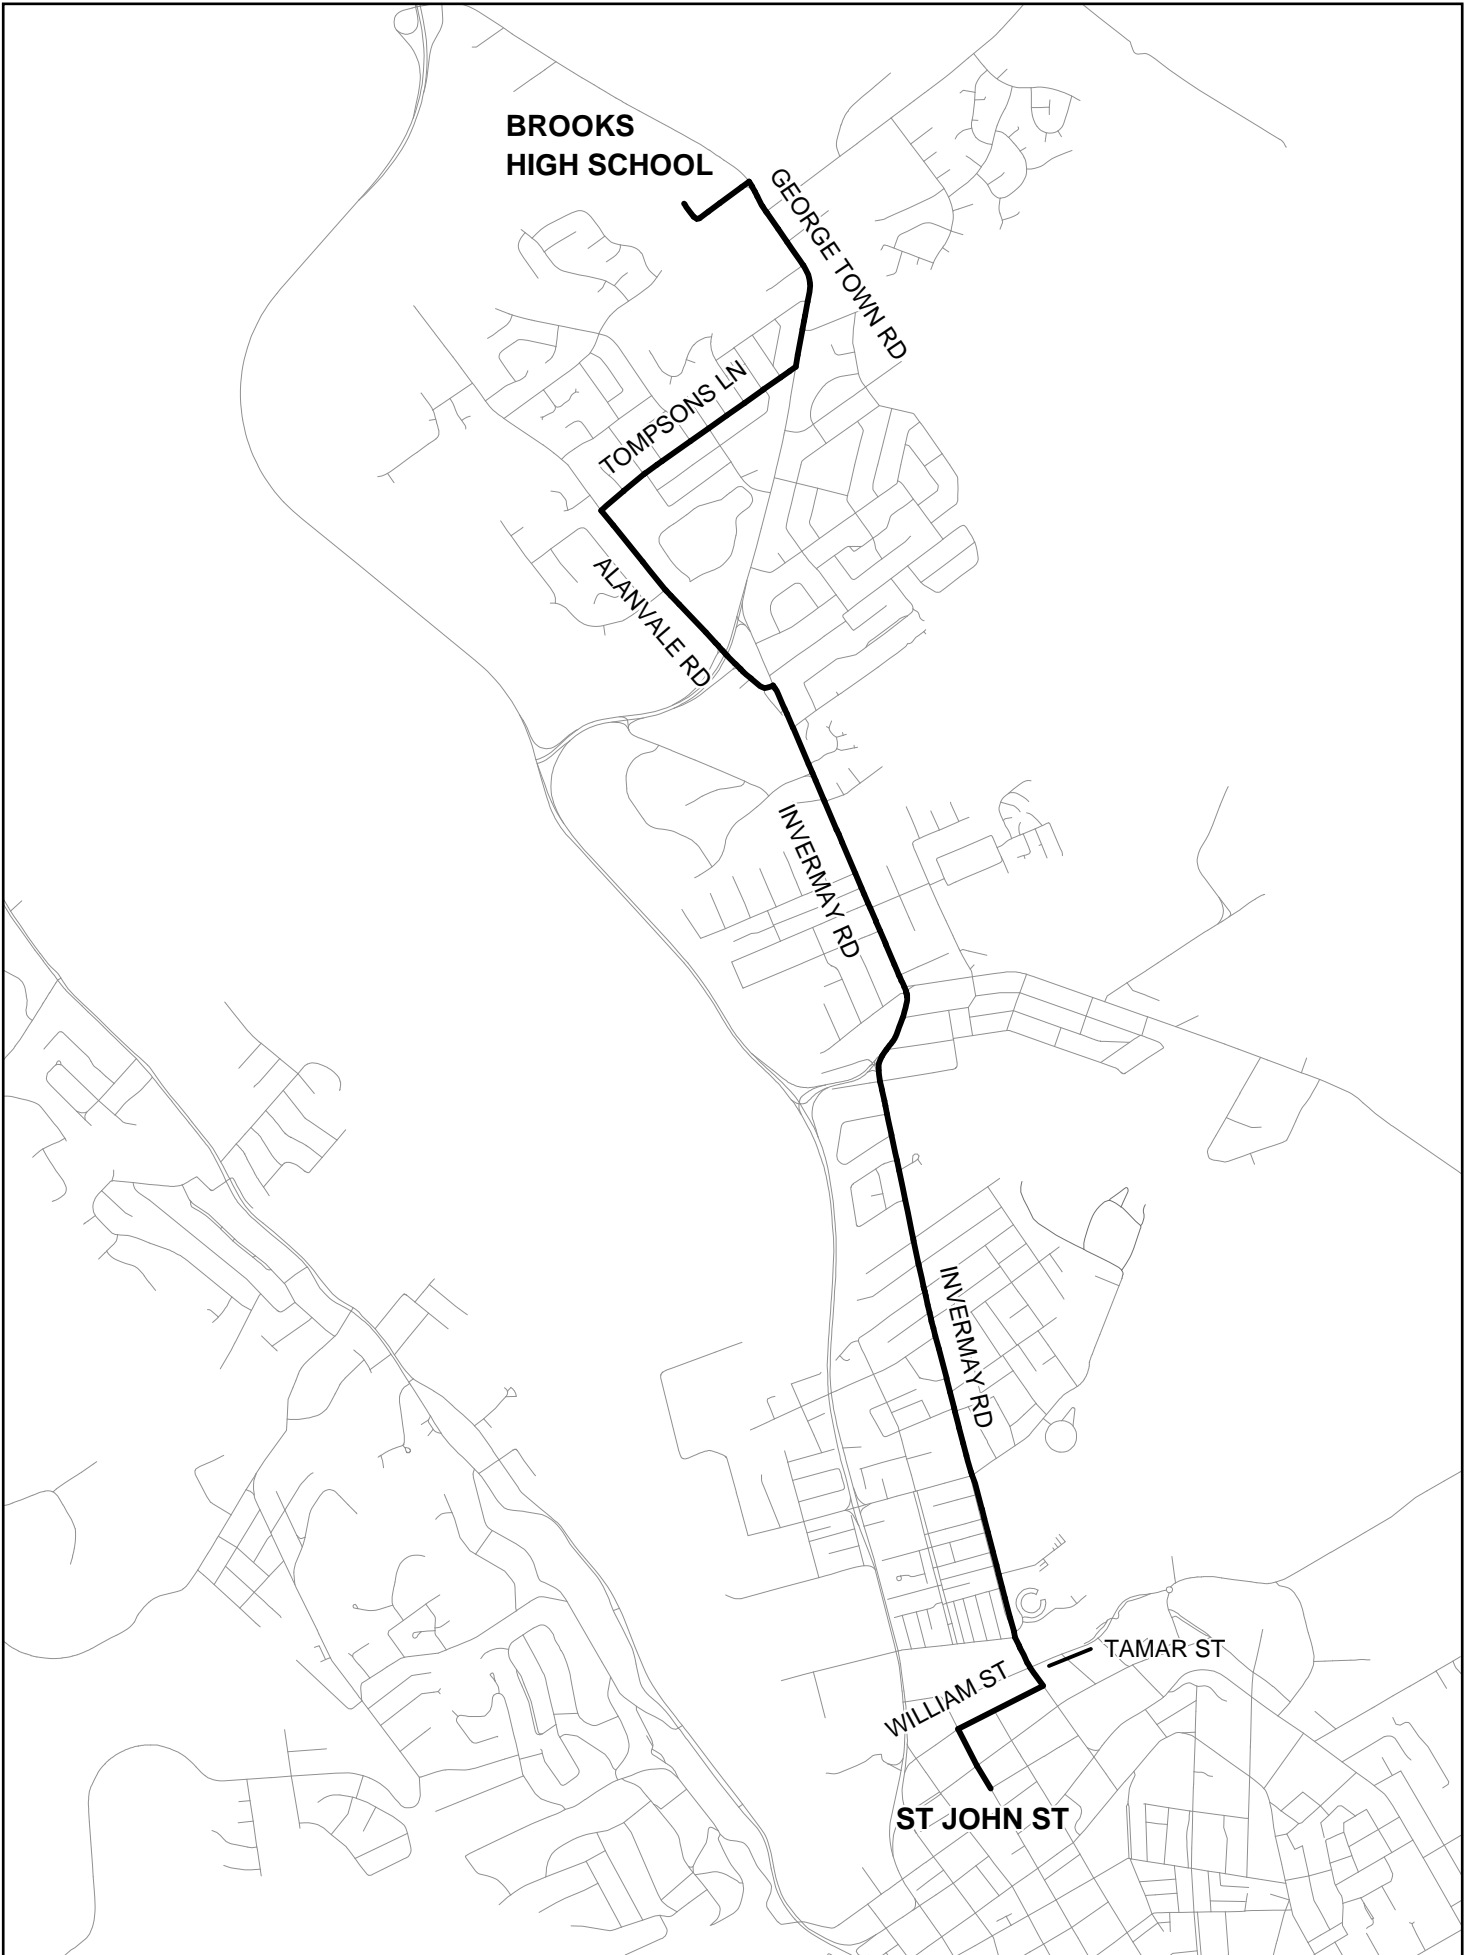 BROOKS
HIGH SCHOOL
GEORGE TOWN RD
TOMPSONS LN
ALANVALE RD
INVERMAY RD
INVERMAY RD
TAMAR ST
WILLIAM ST
ST JOHN ST